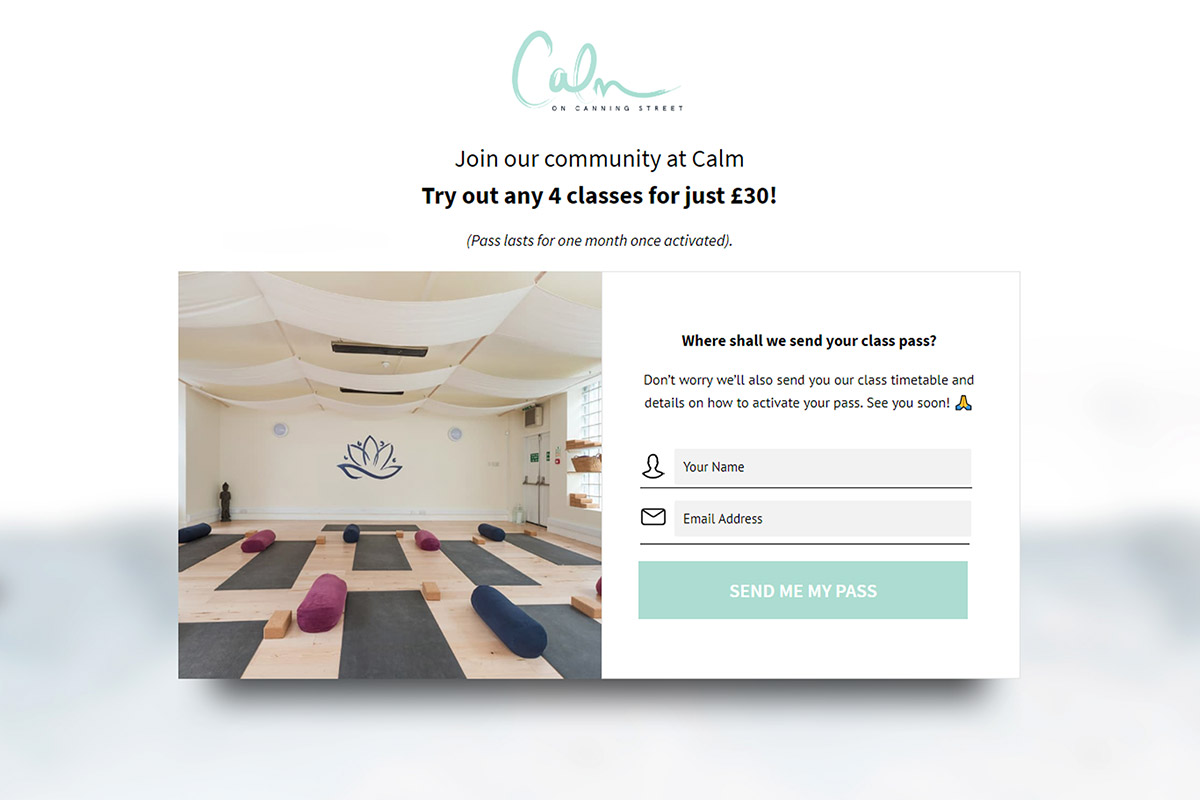 Calm
ON CANNING STREET
Join our community at Calm
Try out any 4 classes for just £30!
(Pass lasts for one month once activated).
Where shall we send your class pass?
Don't worry we'll also send you our class timetable and
details on how to activate your pass. See you soon! 🙏
Your Name
Email Address
SEND ME MY PASS